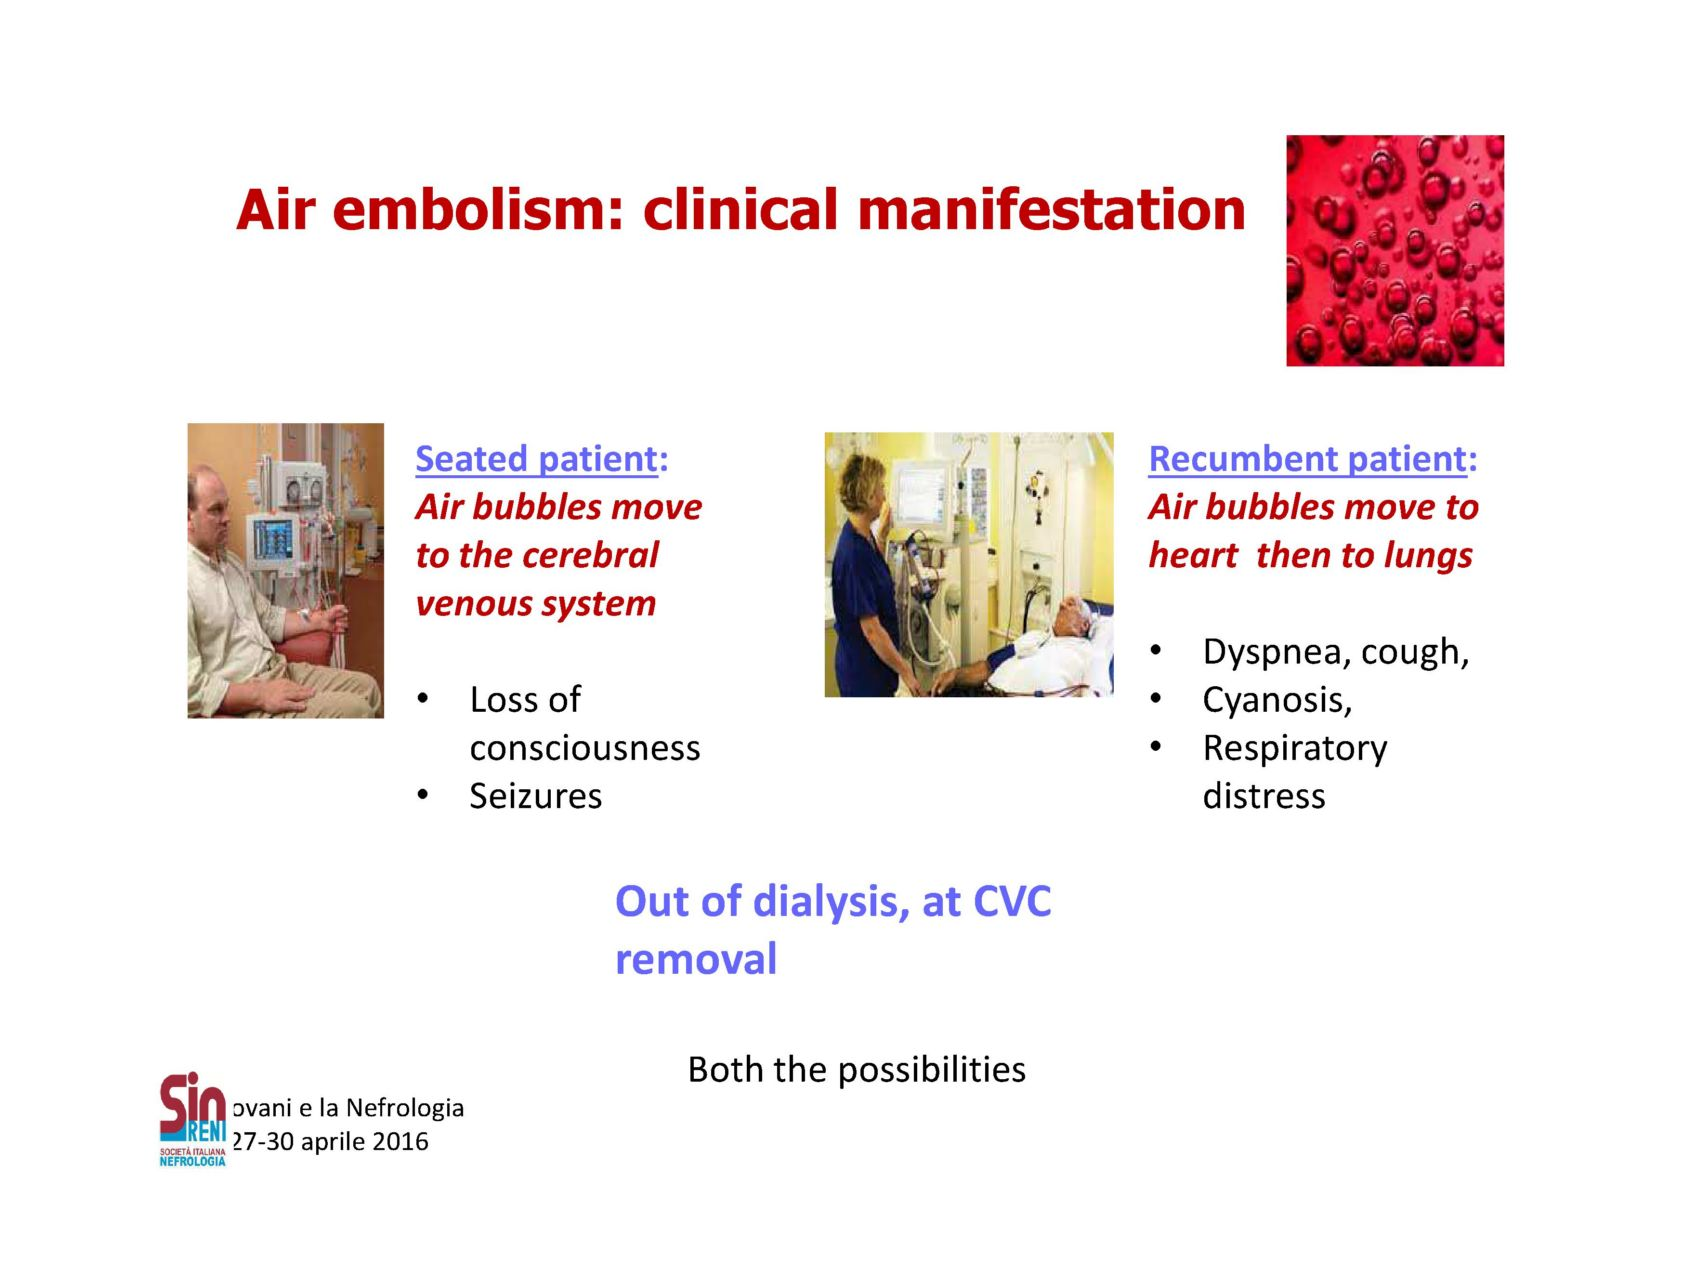 Air embolism: clinical manifestation
Seated patient:
Air bubbles move
to the cerebral
venous system
• Loss of
consciousness
• Seizures
Recumbent patient:
Air bubbles move to
heart then to lungs
• Dyspnea, cough,
• Cyanosis,
• Respiratory
distress
Out of dialysis, at CVC
removal
Both the possibilities
Sin
RENI
SOCIETÀ ITALIANA
NEFROLOGIA
ovani e la Nefrologia
27-30 aprile 2016